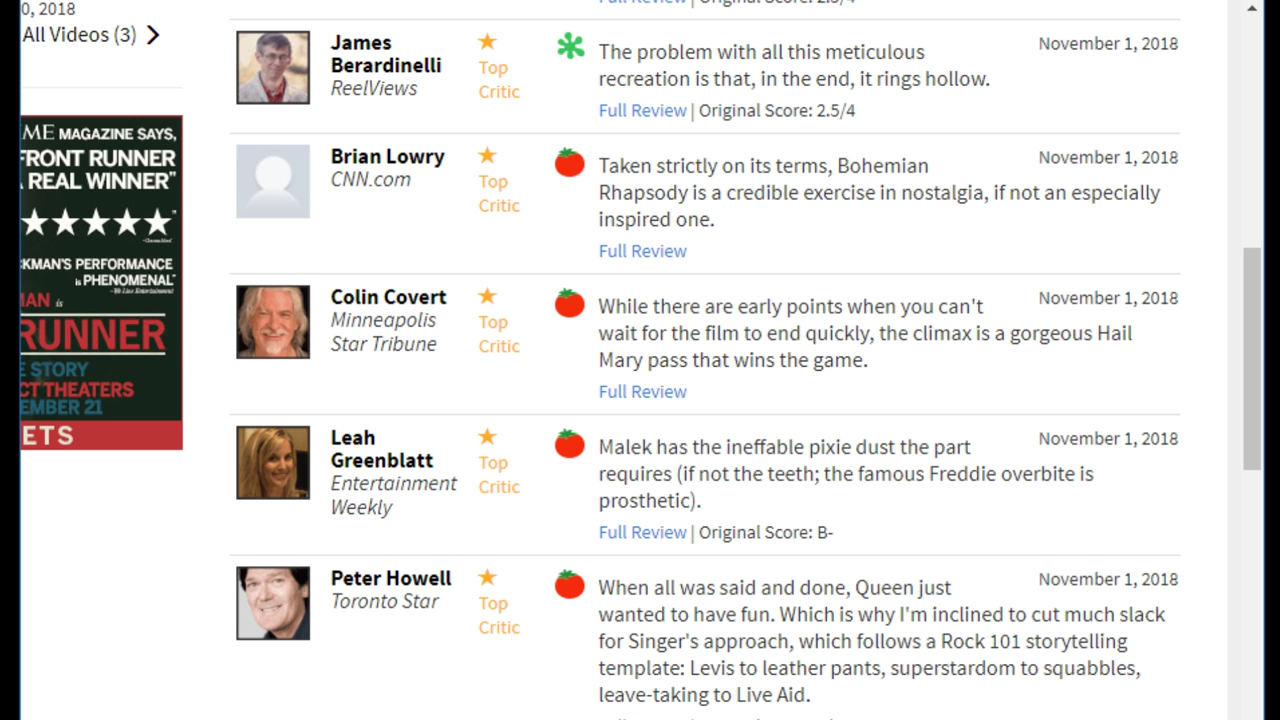 0, 2018
All Videos (3)
ME MAGAZINE SAYS,
FRONT RUNNER
REAL WINNER"
KMAN'S PERFORMANCE
is PHENOMENAL"
IAN is
RUNNER
STORY
CT THEATERS
EMBER 21
ETS
Full Review | Original Score: 2.5/4
James
Berardinelli
ReelViews
Top
Critic
The problem with all this meticulous
recreation is that, in the end, it rings hollow.
Full Review | Original Score: 2.5/4
November 1, 2018
Brian Lowry
CNN.com
Top
Critic
Taken strictly on its terms, Bohemian
Rhapsody is a credible exercise in nostalgia, if not an especially
inspired one.
Full Review
November 1, 2018
Colin Covert
Minneapolis
Star Tribune
Top
Critic
While there are early points when you can't
wait for the film to end quickly, the climax is a gorgeous Hail
Mary pass that wins the game.
Full Review
November 1, 2018
Leah
Greenblatt
Entertainment
Weekly
Top
Critic
Malek has the ineffable pixie dust the part
requires (if not the teeth; the famous Freddie overbite is
prosthetic).
Full Review | Original Score: B-
November 1, 2018
Peter Howell
Toronto Star
Top
Critic
When all was said and done, Queen just
wanted to have fun. Which is why I'm inclined to cut much slack
for Singer's approach, which follows a Rock 101 storytelling
template: Levis to leather pants, superstardom to squabbles,
leave-taking to Live Aid.
November 1, 2018